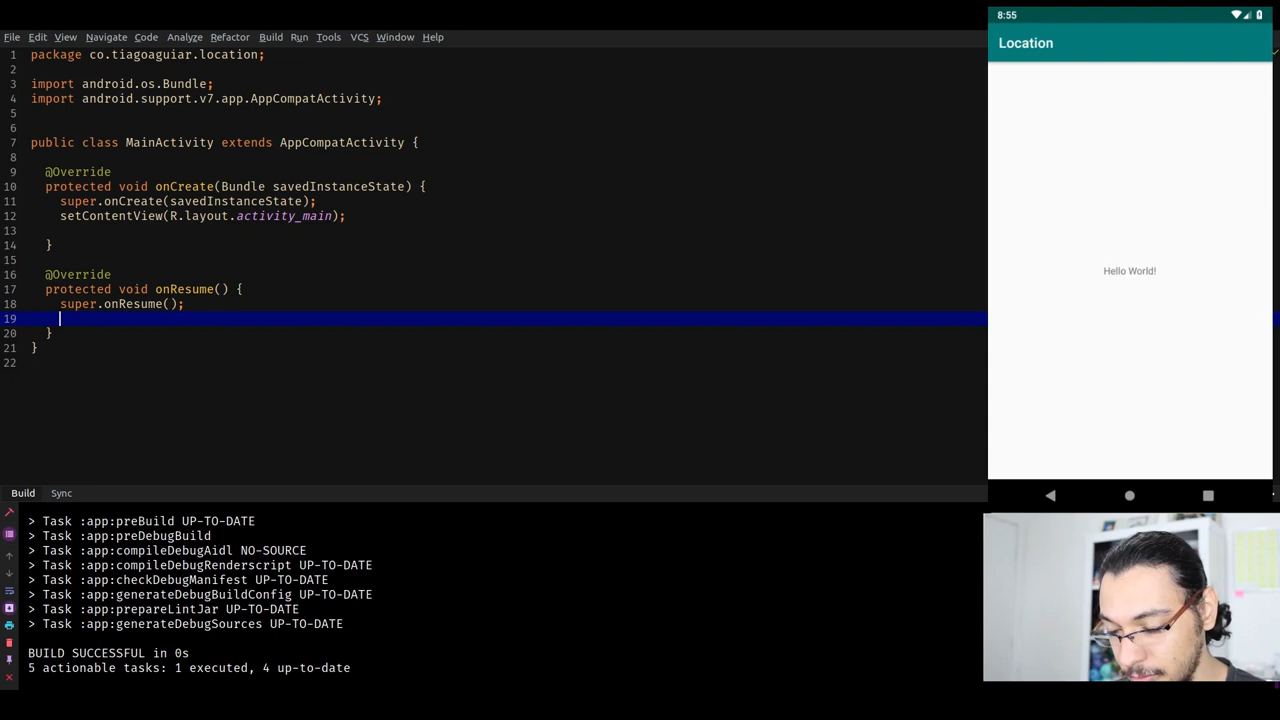 File Edit View Navigate Code Analyze Refactor Build Run Tools VCS Window Help
1 package co.tiagoaguiar.location;
2
3 import android.os.Bundle;
4 import android.support.v7.app.AppCompatActivity;
5
6
7 public class MainActivity extends AppCompatActivity {
8
9 @Override
10 protected void onCreate(Bundle savedInstanceState) {
11 super.onCreate(savedInstanceState);
12 setContentView(R.layout.activity_main);
13
14 }
15
16 @Override
17 protected void onResume() {
18 super.onResume();
19
20 }
21 }
22
Build Sync
> Task :app:preBuild UP-TO-DATE
> Task :app:preDebugBuild
> Task :app:compileDebugAidl NO-SOURCE
> Task :app:compileDebugRenderscript UP-TO-DATE
> Task :app:checkDebugManifest UP-TO-DATE
> Task :app:generateDebugBuildConfig UP-TO-DATE
> Task :app:prepareLintJar UP-TO-DATE
> Task :app:generateDebugSources UP-TO-DATE
BUILD SUCCESSFUL in 0s
5 actionable tasks: 1 executed, 4 up-to-date
8:55
Location
Hello World!